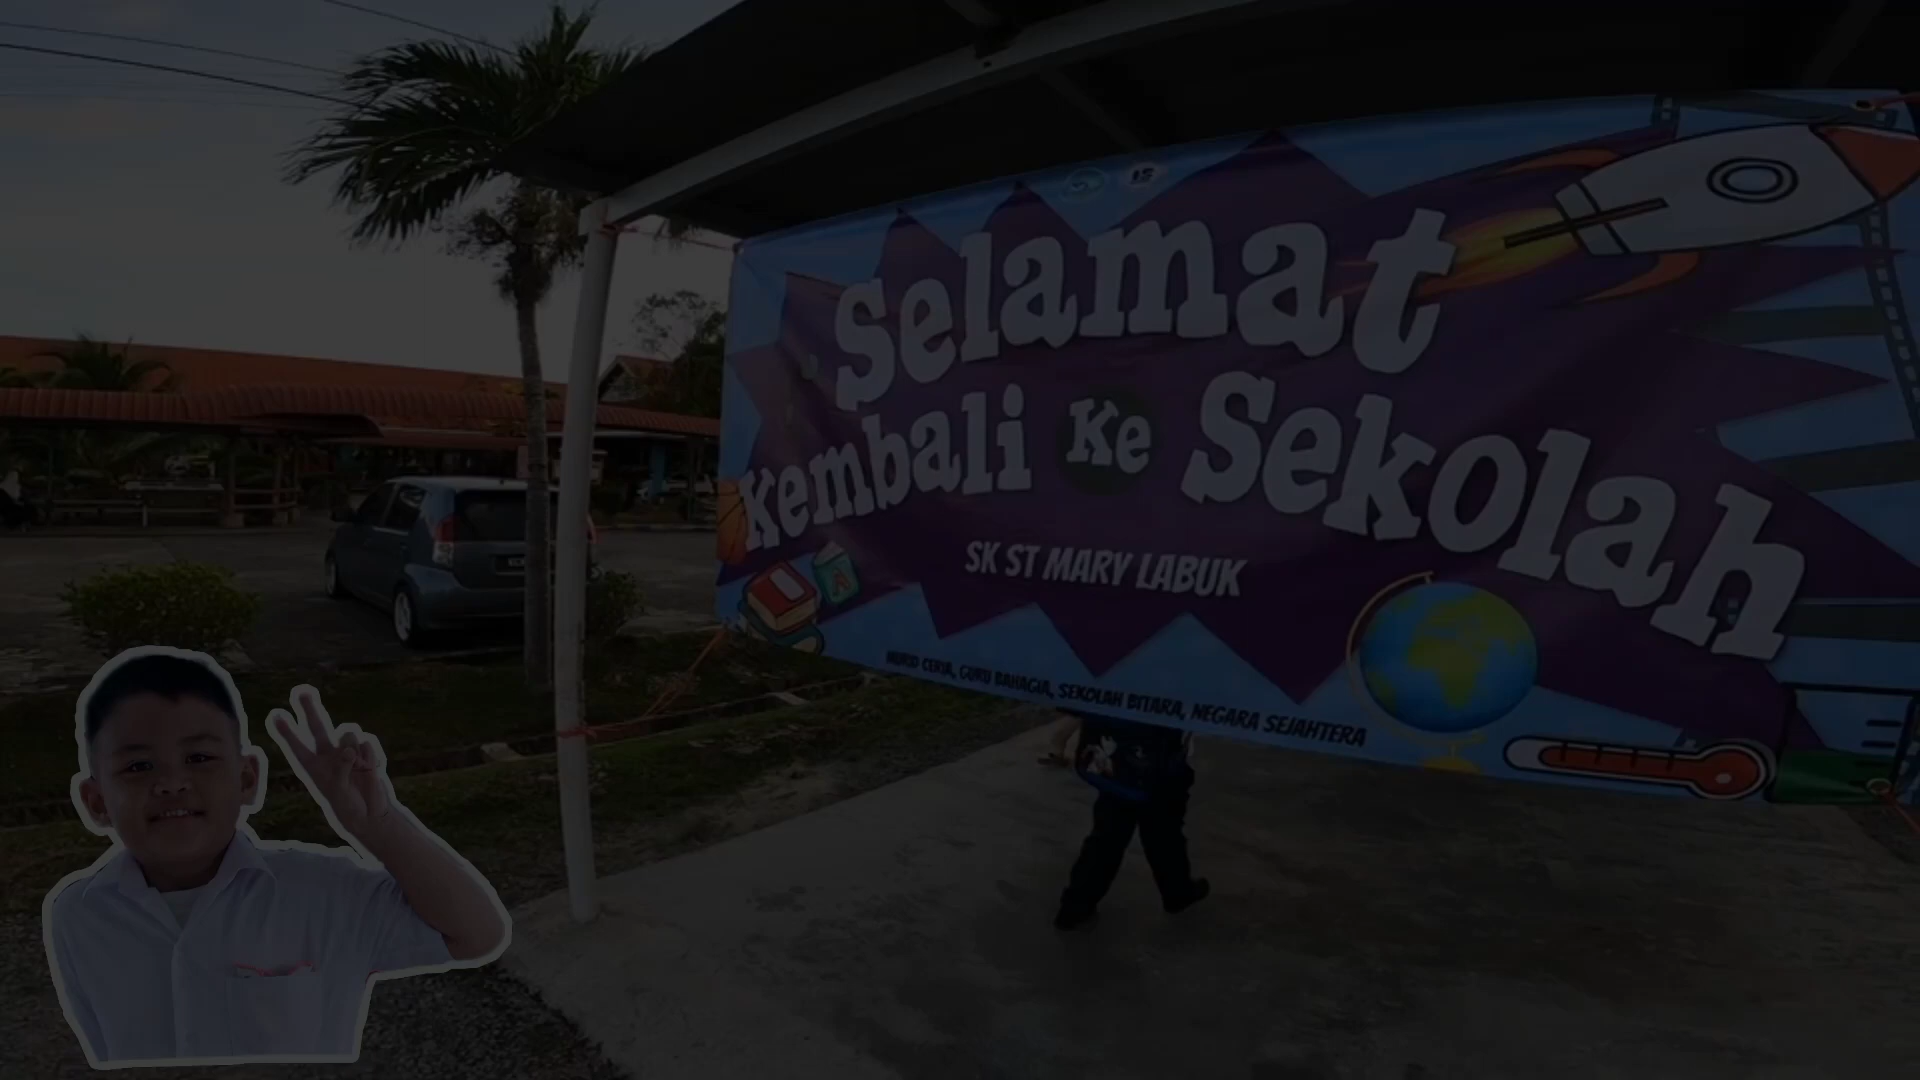 Selamat
Kembali Ke Sekolah
SK ST MARY LABUK
MURID CERIA, GURU BAHAGIA, SEKOLAH BITARA, NEGARA SEJAHTERA